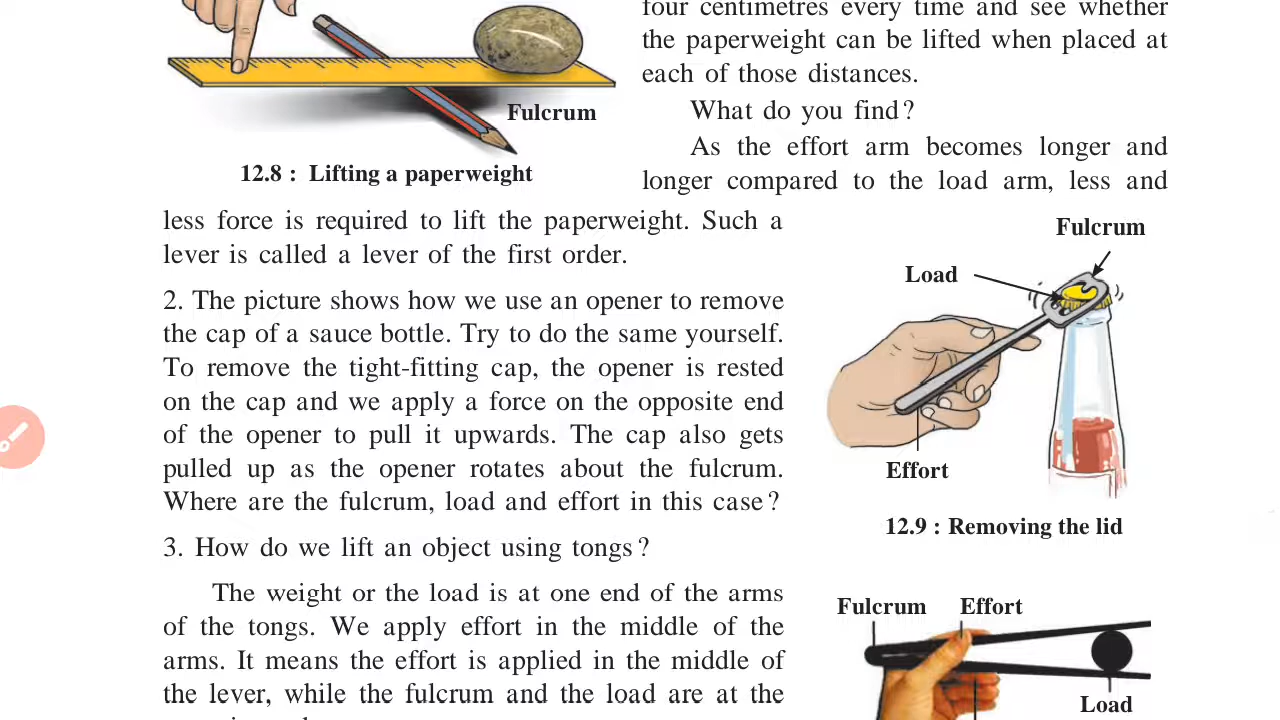 four centimetres every time and see whether
the paperweight can be lifted when placed at
each of those distances.
What do you find?
As the effort arm becomes longer and
longer compared to the load arm, less and
Fulcrum
12.8 : Lifting a paperweight
less force is required to lift the paperweight. Such a
lever is called a lever of the first order.
2. The picture shows how we use an opener to remove
the cap of a sauce bottle. Try to do the same yourself.
To remove the tight-fitting cap, the opener is rested
on the cap and we apply a force on the opposite end
of the opener to pull it upwards. The cap also gets
pulled up as the opener rotates about the fulcrum.
Where are the fulcrum, load and effort in this case?
Fulcrum
Load
Effort
12.9 : Removing the lid
3. How do we lift an object using tongs?
The weight or the load is at one end of the arms
of the tongs. We apply effort in the middle of the
arms. It means the effort is applied in the middle of
the lever, while the fulcrum and the load are at the
Fulcrum Effort
Load